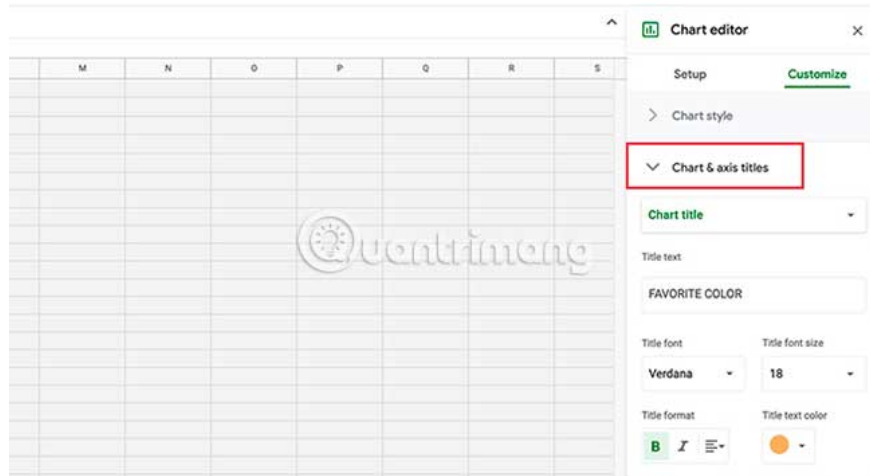 Chart editor
Setup Customize
M N O P Q R S
Chart style
Chart & axis titles
Chart title
Quantrimang
Title text
FAVORITE COLOR
Title font Title font size
Verdana 18
Title format Title text color
B I